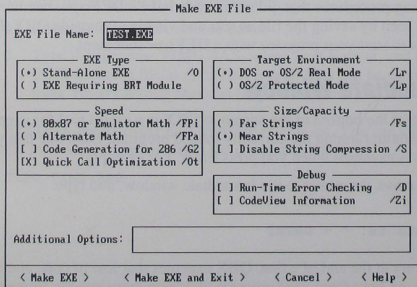 Make EXE File
EXE File Name: TEST.EXE
EXE Type
(•) Stand-Alone EXE /O
( ) EXE Requiring BRT Module
Target Environment
(•) DOS or OS/2 Real Mode /Lr
( ) OS/2 Protected Mode /Lp
Speed
(•) 80x87 or Emulator Math /FPi
( ) Alternate Math /FPa
[ ] Code Generation for 286 /G2
[X] Quick Call Optimization /Ot
Size/Capacity
( ) Far Strings /Fs
(•) Near Strings
[ ] Disable String Compression /S
Debug
[ ] Run-Time Error Checking /D
[ ] CodeView Information /Zi
Additional Options:
< Make EXE > < Make EXE and Exit > < Cancel > < Help >